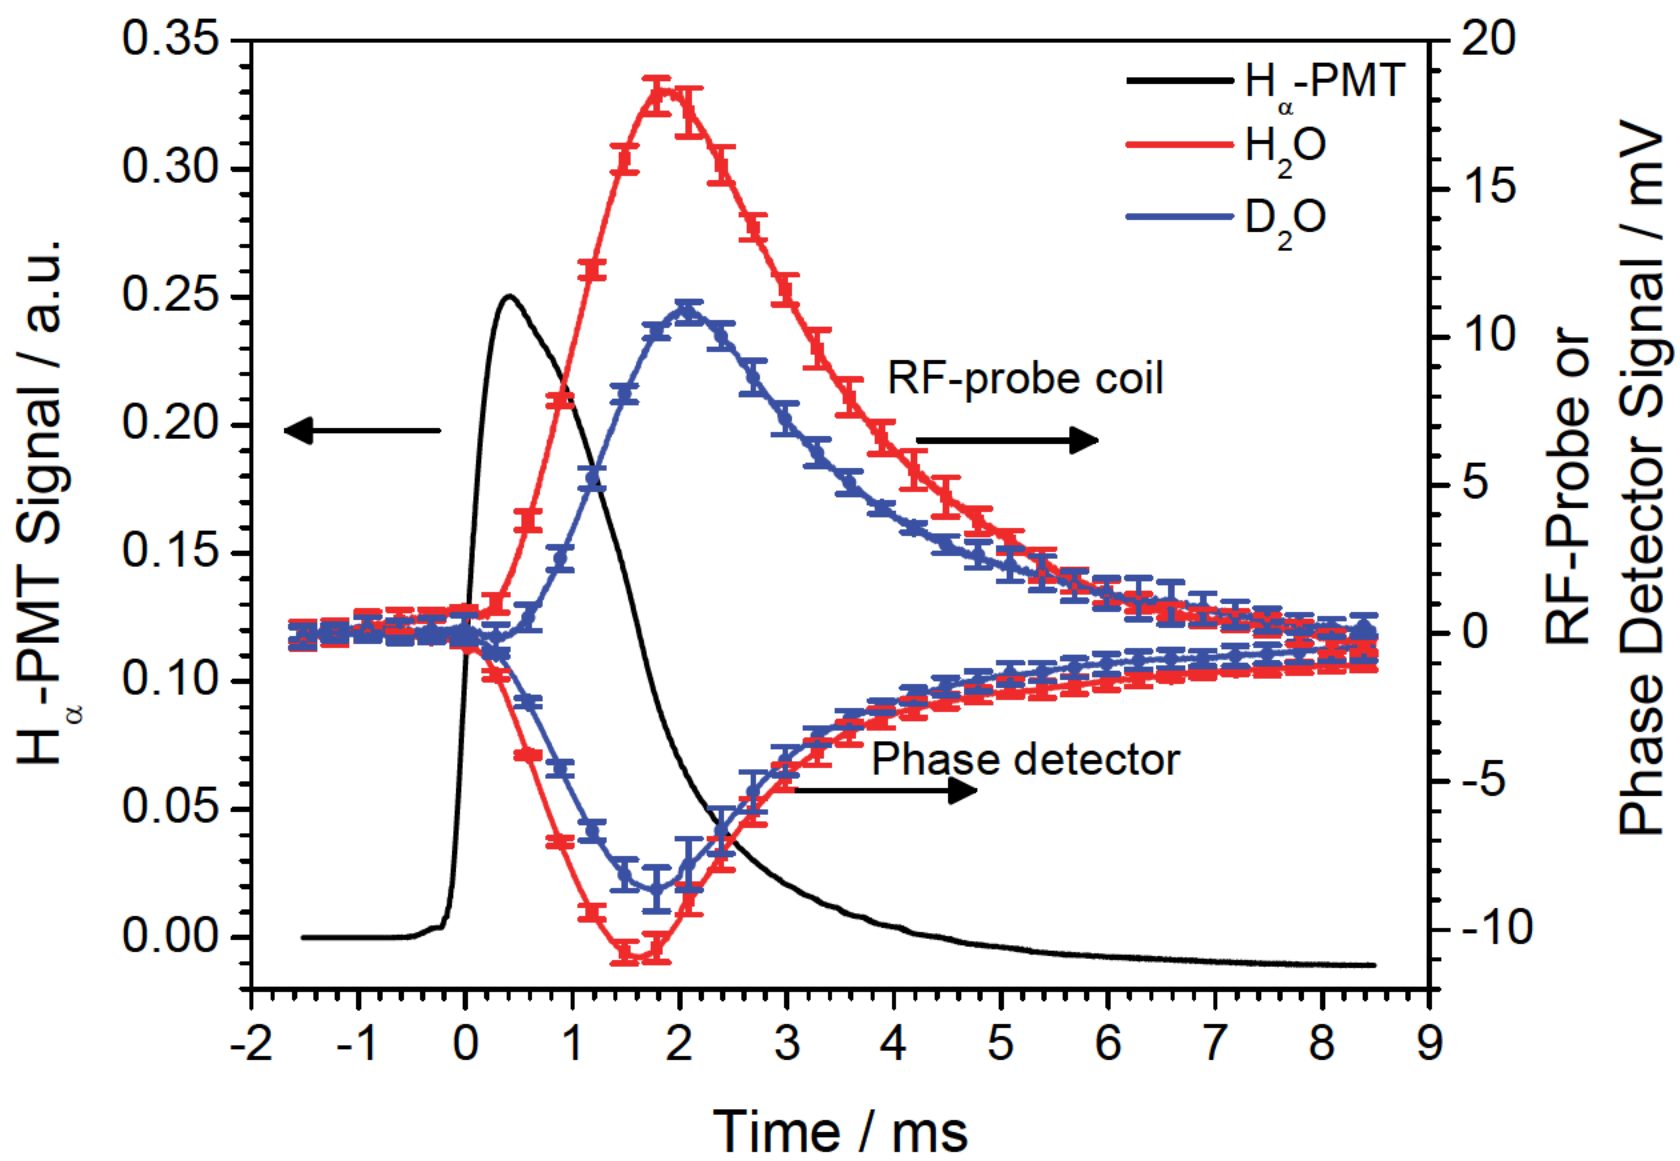 0.35
0.30
0.25
0.20
0.15
0.10
0.05
0.00
Hα-PMT Signal / a.u.
20
15
10
5
0
-5
-10
RF-Probe or
Phase Detector Signal / mV
Hα-PMT
H2O
D2O
RF-probe coil
Phase detector
-2 -1 0 1 2 3 4 5 6 7 8 9
Time / ms